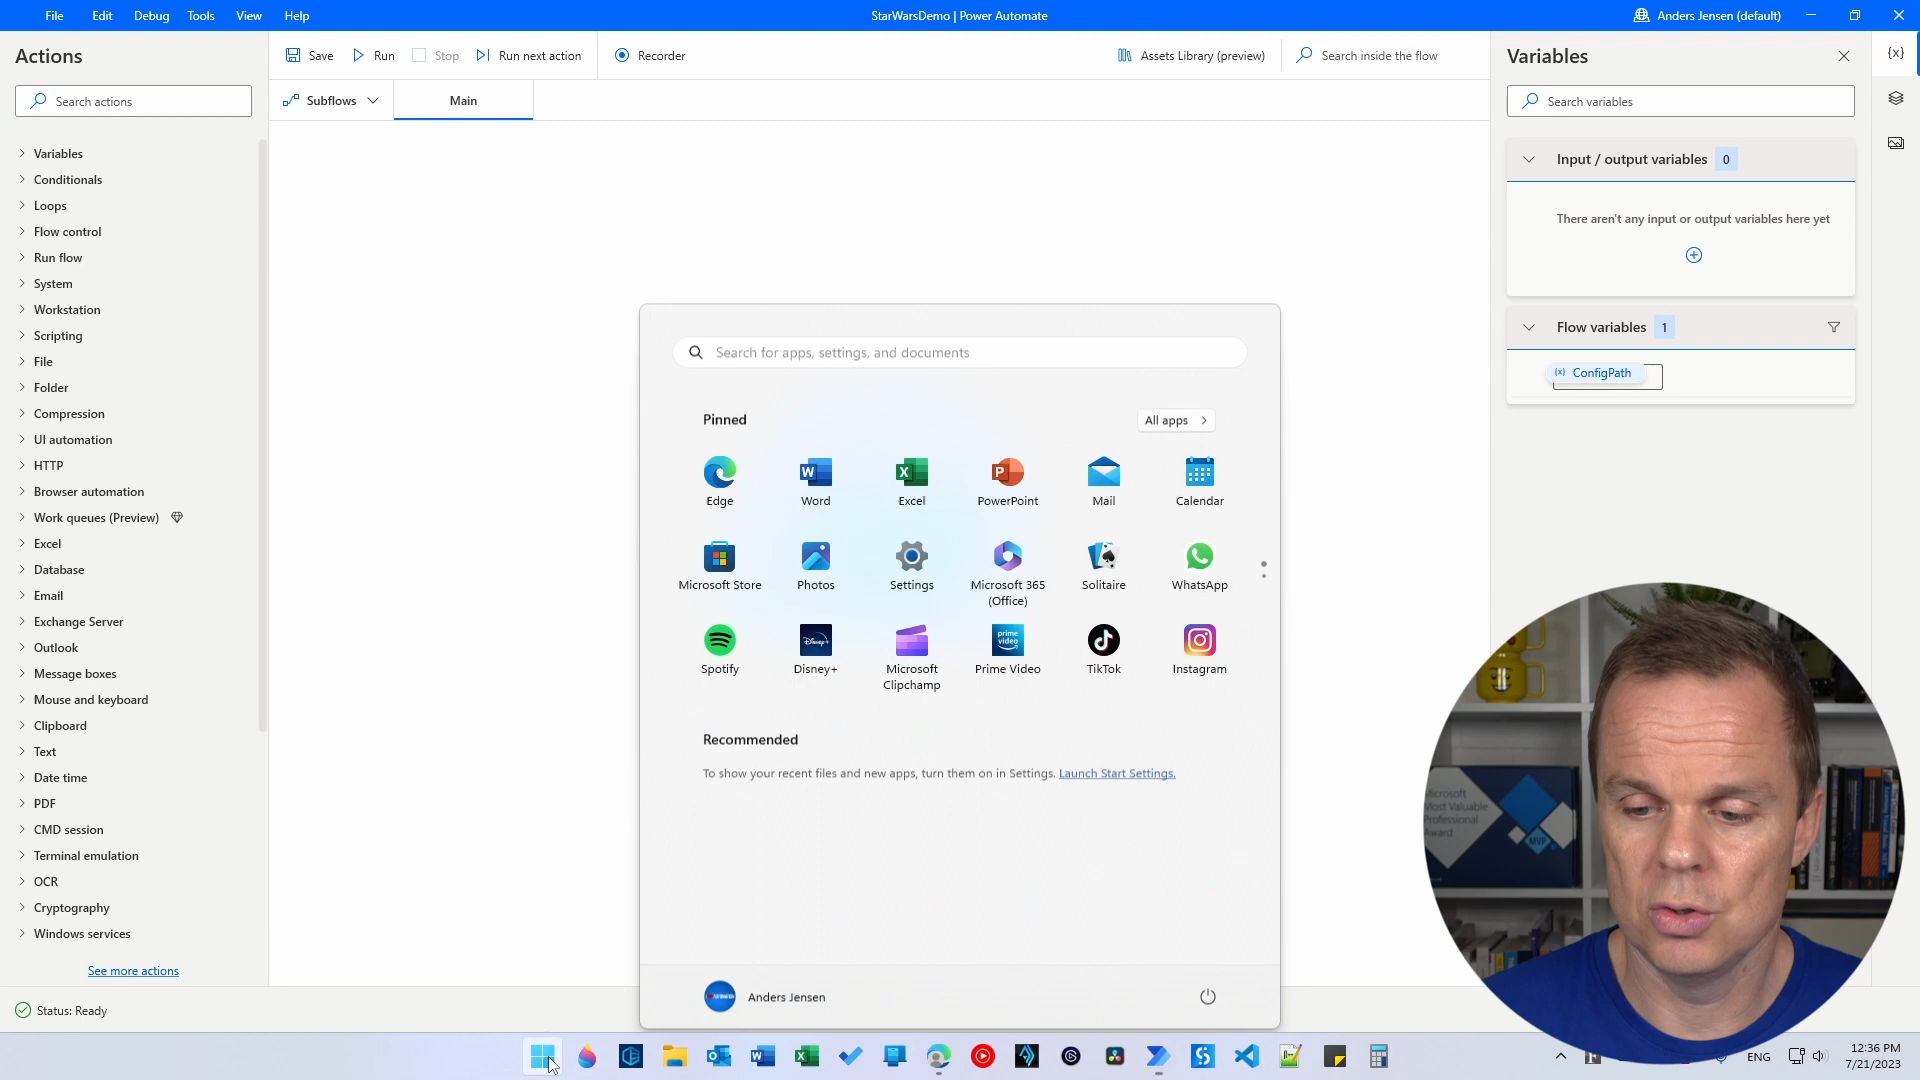 File Edit Debug Tools View Help
StarWarsDemo | Power Automate
Anders Jensen (default)
Actions
Search actions
Variables
Conditionals
Loops
Flow control
Run flow
System
Workstation
Scripting
File
Folder
Compression
UI automation
HTTP
Browser automation
Work queues (Preview)
Excel
Database
Email
Exchange Server
Outlook
Message boxes
Mouse and keyboard
Clipboard
Text
Date time
PDF
CMD session
Terminal emulation
OCR
Cryptography
Windows services
See more actions
Status: Ready
Save Run Stop Run next action Recorder
Assets Library (preview) Search inside the flow
Subflows Main
Search for apps, settings, and documents
Pinned
All apps
Edge Word Excel PowerPoint Mail Calendar
Microsoft Store Photos Settings Microsoft 365 (Office) Solitaire WhatsApp
Spotify Disney+ Microsoft Clipchamp Prime Video TikTok Instagram
Recommended
To show your recent files and new apps, turn them on in Settings. Launch Start Settings.
Anders Jensen
Variables
{x}
Search variables
Input / output variables 0
There aren't any input or output variables here yet
Flow variables 1
(x) ConfigPath
Microsoft
Most Valuable
Professional
Award
MVP
ENG
12:36 PM
7/21/2023